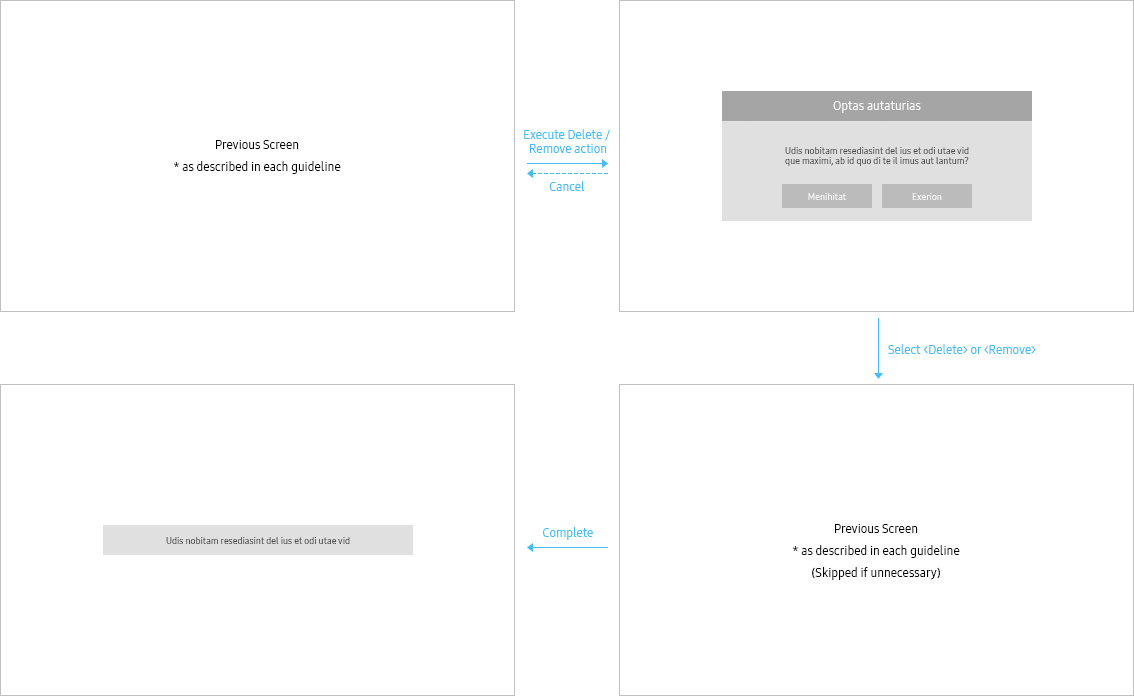 Previous Screen
* as described in each guideline
Execute Delete /
Remove action
Cancel
Optas autaturias
Udis nobitam resediasint del ius et odi utae vid
que maximi, ab id quo di te il imus aut lantum?
Menihitat
Exerion
Select <Delete> or <Remove>
Udis nobitam resediasint del ius et odi utae vid
Complete
Previous Screen
* as described in each guideline
(Skipped if unnecessary)